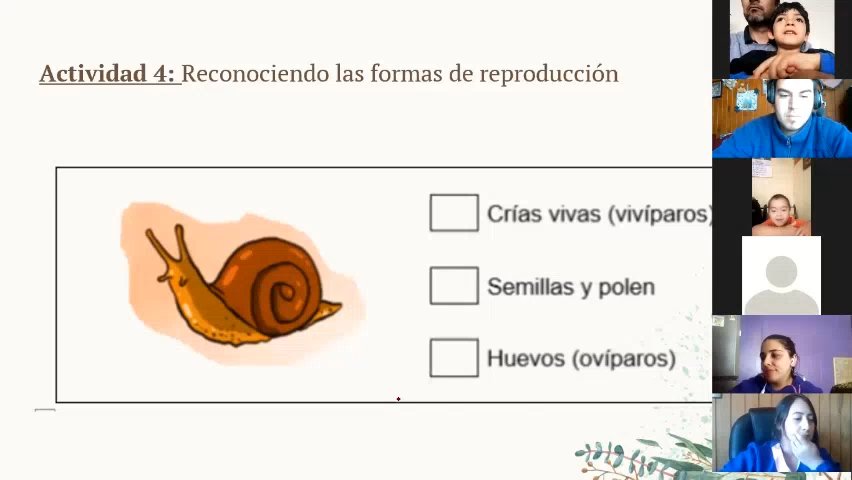 Actividad 4: Reconociendo las formas de reproducción
Crías vivas (vivíparos)
Semillas y polen
Huevos (ovíparos)